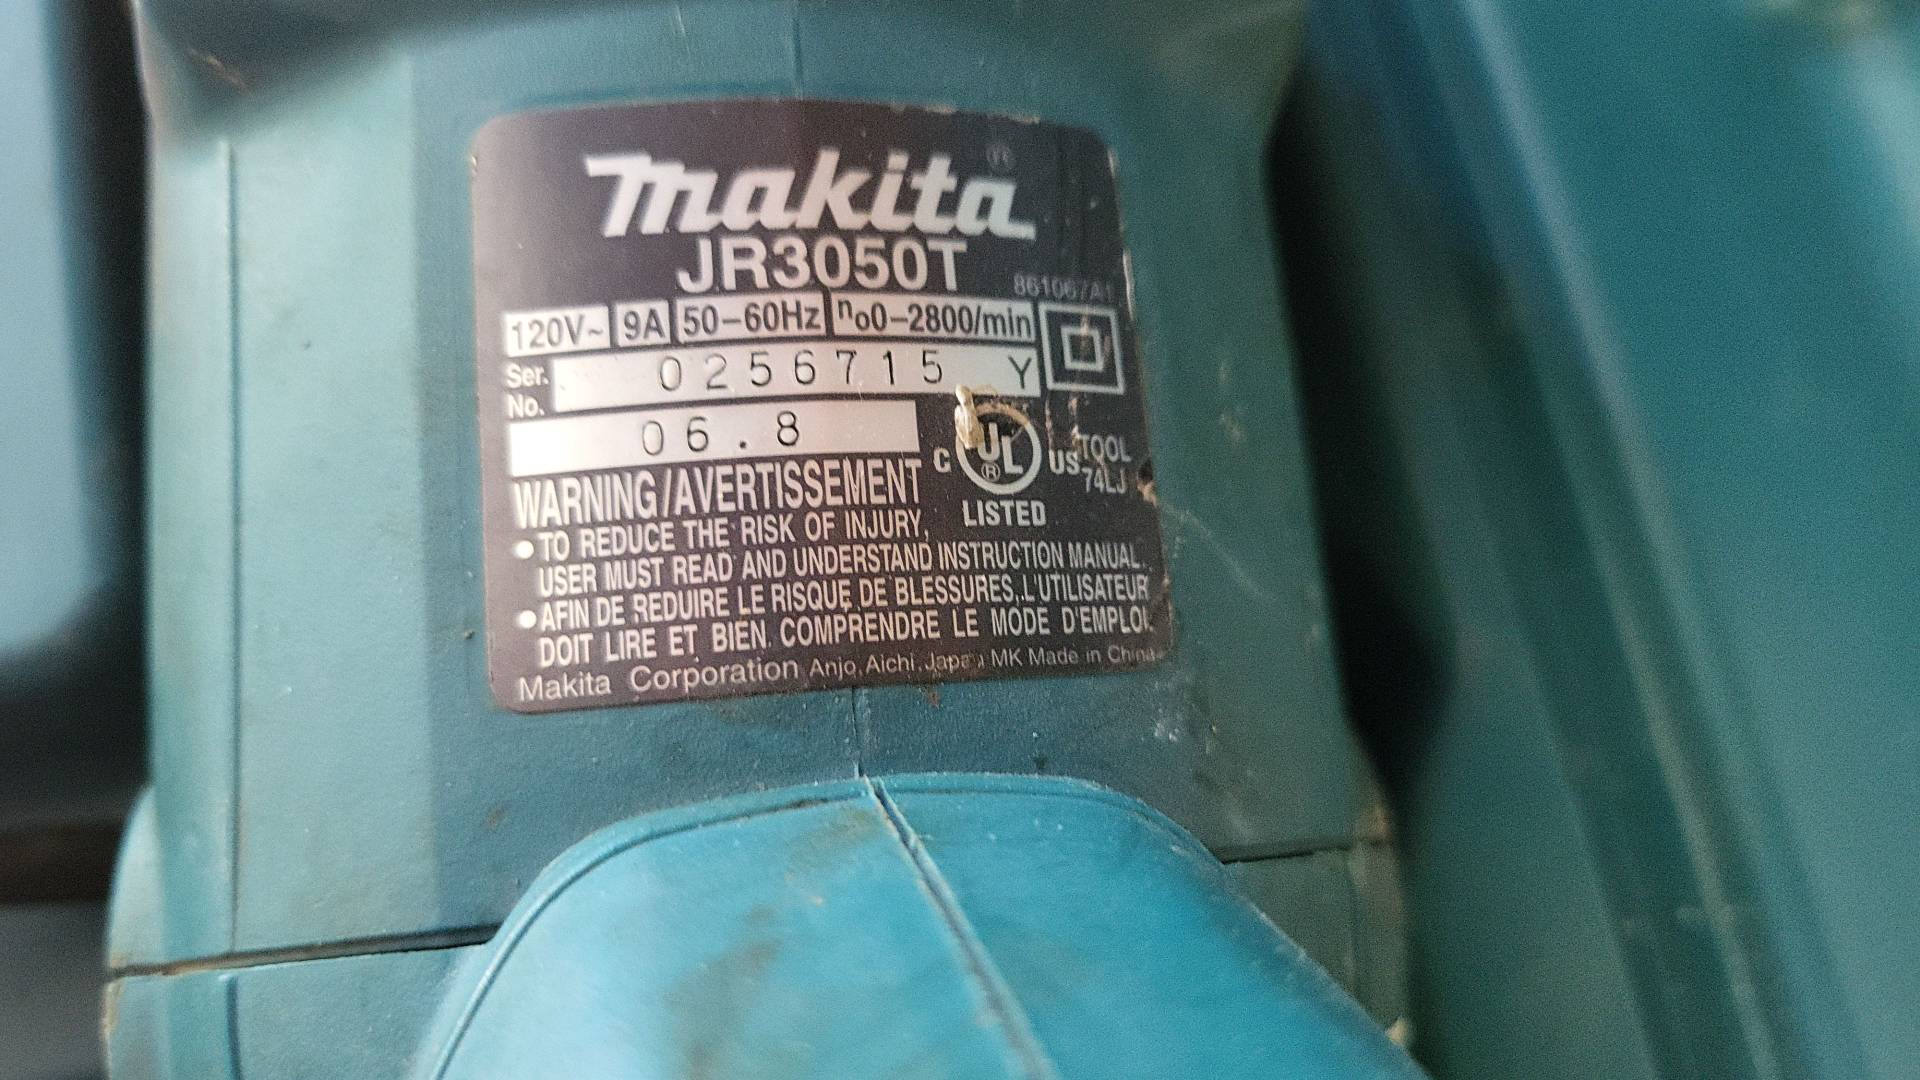 makita
JR3050T
861067A1
120V~ 9A 50-60Hz no0-2800/min
Ser. No. 0256715 Y
06.8
C UL® US LISTED
TOOL
74LJ
WARNING/AVERTISSEMENT
• TO REDUCE THE RISK OF INJURY,
USER MUST READ AND UNDERSTAND INSTRUCTION MANUAL.
• AFIN DE REDUIRE LE RISQUE DE BLESSURES, L'UTILISATEUR
DOIT LIRE ET BIEN COMPRENDRE LE MODE D'EMPLOI.
Makita Corporation Anjo, Aichi, Japan MK Made in China